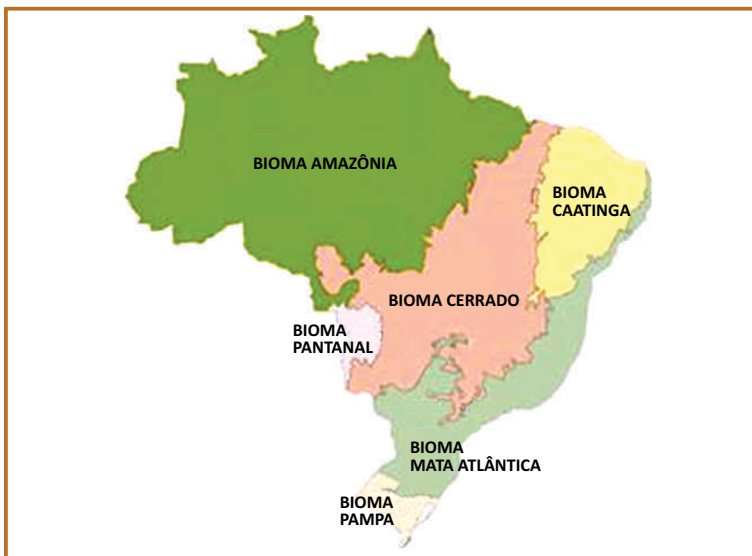 BIOMA AMAZÔNIA
BIOMA
CAATINGA
BIOMA CERRADO
BIOMA
PANTANAL
BIOMA
MATA ATLÂNTICA
BIOMA
PAMPA